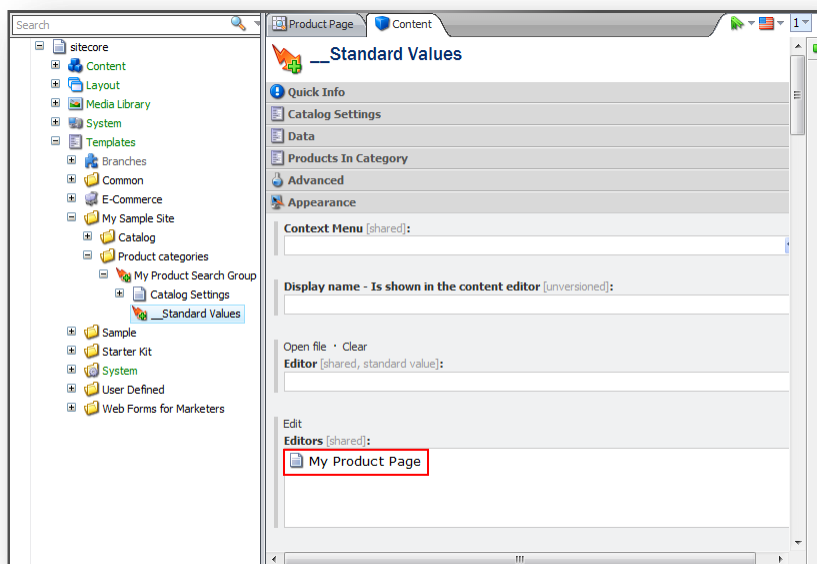 Search
sitecore
Content
Layout
Media Library
System
Templates
Branches
Common
E-Commerce
My Sample Site
Catalog
Product categories
My Product Search Group
Catalog Settings
__Standard Values
Sample
Starter Kit
System
User Defined
Web Forms for Marketers
Product Page
Content
1
__Standard Values
Quick Info
Catalog Settings
Data
Products In Category
Advanced
Appearance
Context Menu [shared]:
Display name - Is shown in the content editor [unversioned]:
Open file · Clear
Editor [shared, standard value]:
Edit
Editors [shared]:
My Product Page